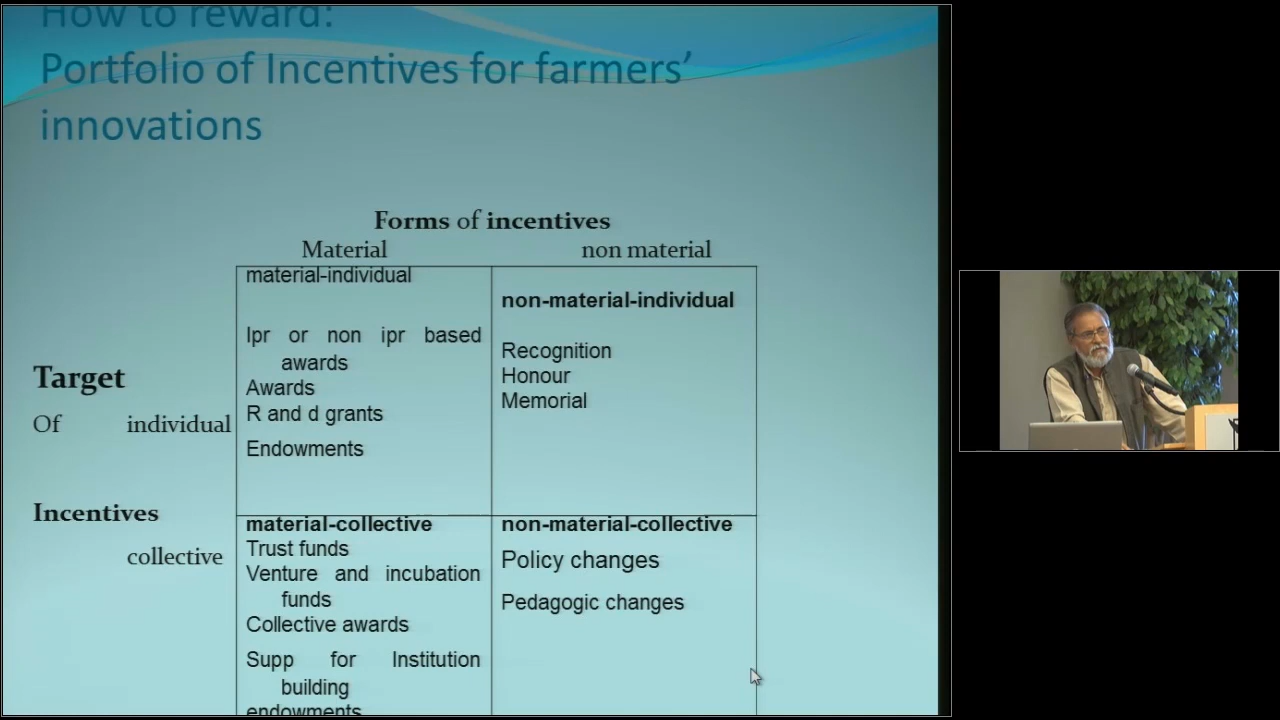 How to reward:
Portfolio of Incentives for farmers'
innovations
Forms of incentives
Material non material
material-individual
non-material-individual
Ipr or non ipr based
awards
Awards
R and d grants
Endowments
Recognition
Honour
Memorial
Target
Of individual
Incentives
collective
material-collective
Trust funds
Venture and incubation
funds
Collective awards
Supp for Institution
building
endowments
non-material-collective
Policy changes
Pedagogic changes